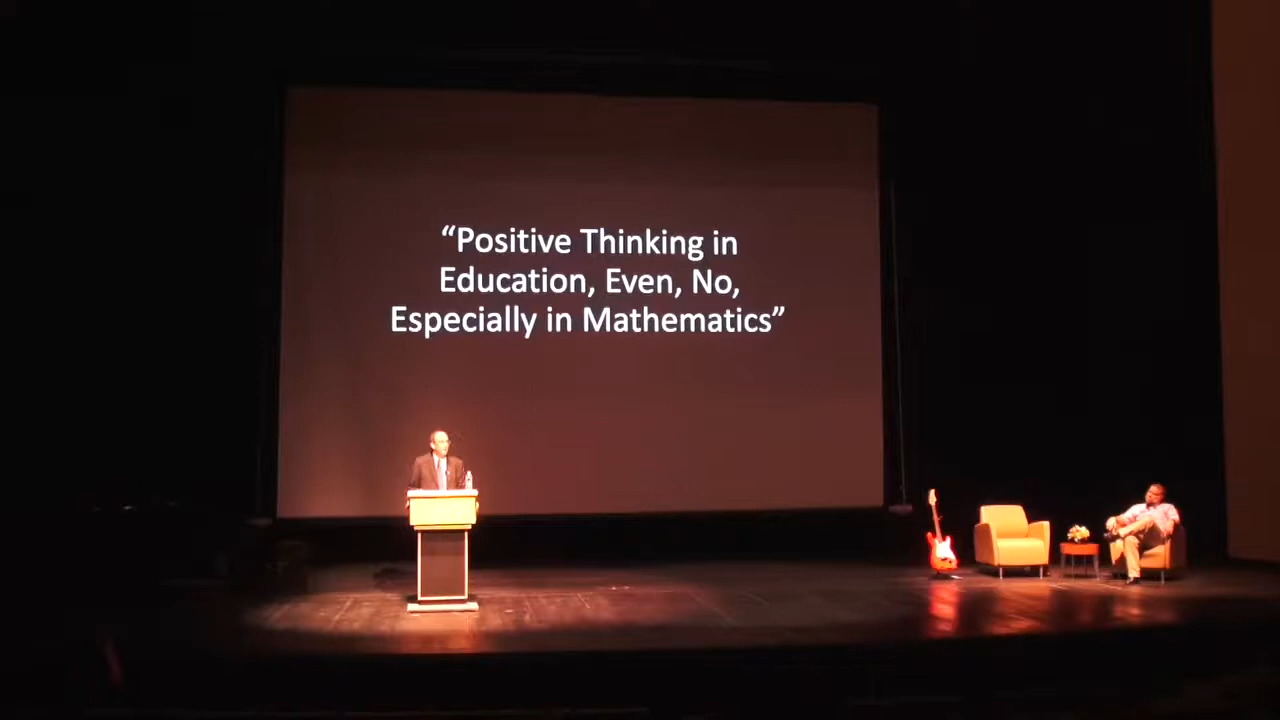 “Positive Thinking in
Education, Even, No,
Especially in Mathematics”